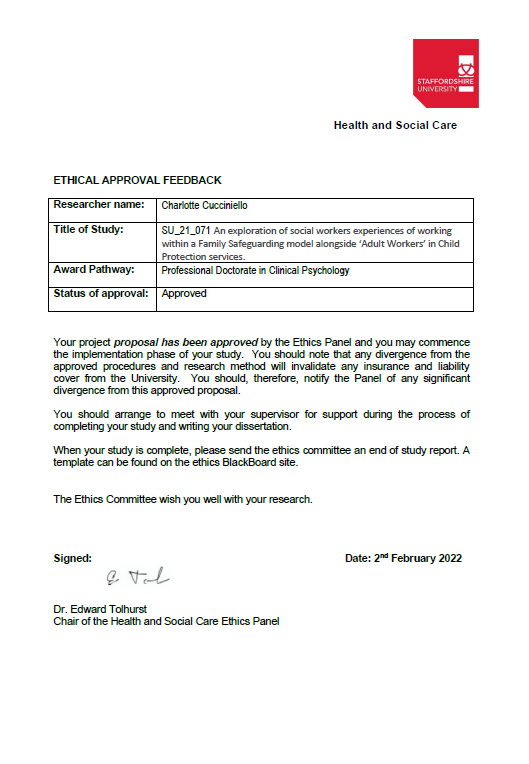 STAFFORDSHIRE
UNIVERSITY
Health and Social Care
ETHICAL APPROVAL FEEDBACK
Researcher name: Charlotte Cucciniello
Title of Study: SU_21_071 An exploration of social workers experiences of working
within a Family Safeguarding model alongside ‘Adult Workers’ in Child
Protection services.
Award Pathway: Professional Doctorate in Clinical Psychology
Status of approval: Approved
Your project proposal has been approved by the Ethics Panel and you may commence
the implementation phase of your study. You should note that any divergence from the
approved procedures and research method will invalidate any insurance and liability
cover from the University. You should, therefore, notify the Panel of any significant
divergence from this approved proposal.
You should arrange to meet with your supervisor for support during the process of
completing your study and writing your dissertation.
When your study is complete, please send the ethics committee an end of study report. A
template can be found on the ethics BlackBoard site.
The Ethics Committee wish you well with your research.
Signed: Date: 2nd February 2022
Dr. Edward Tolhurst
Chair of the Health and Social Care Ethics Panel